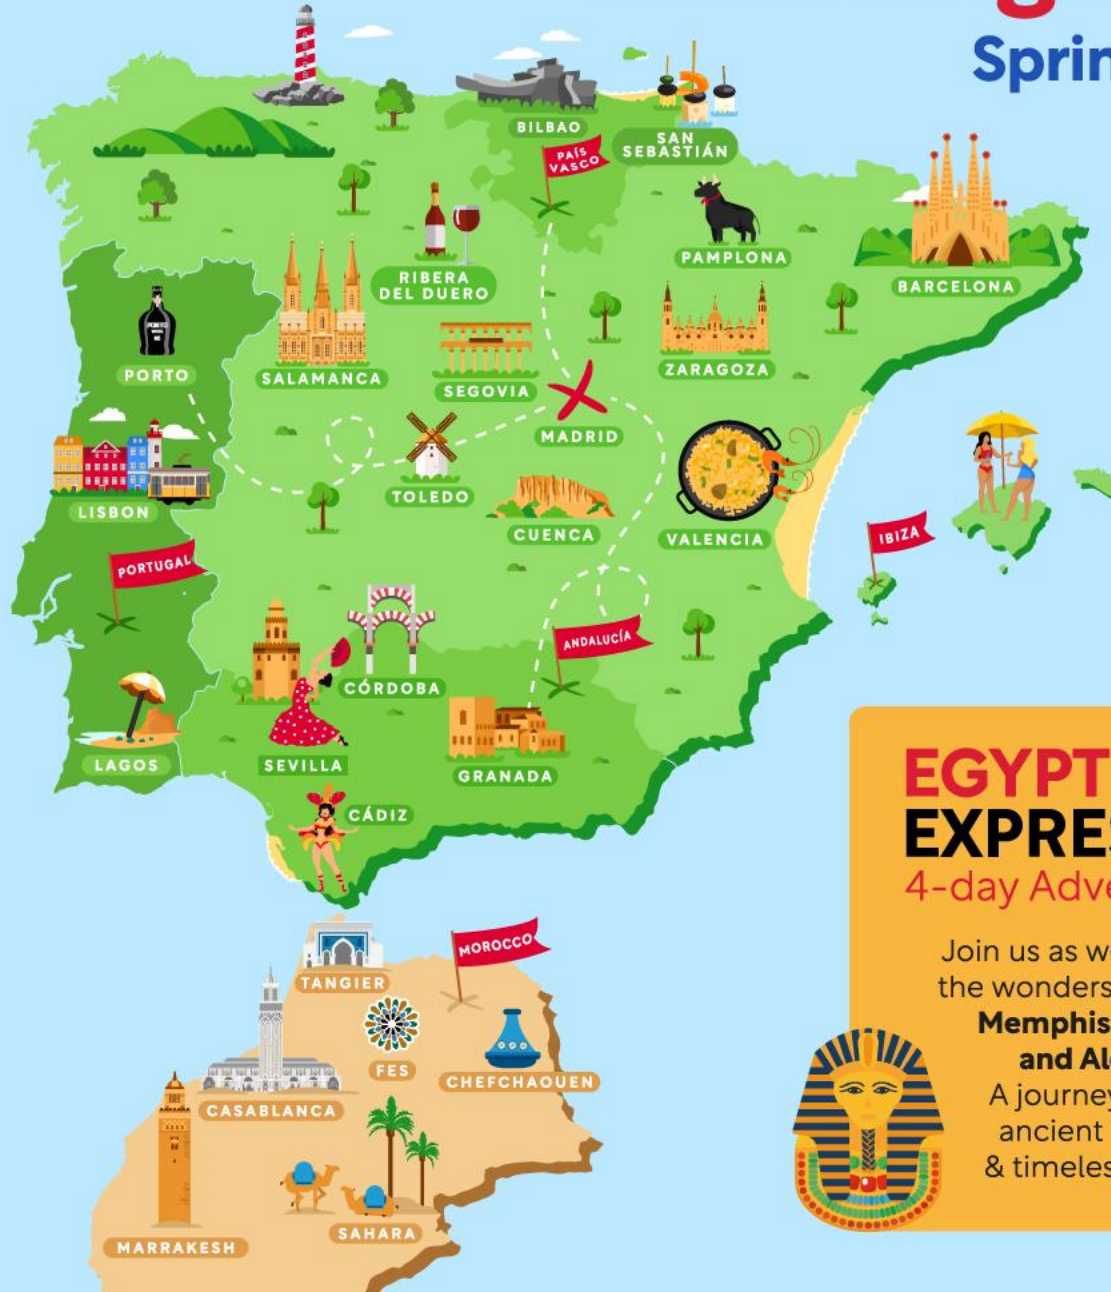 Sprin
BILBAO
SAN
SEBASTIÁN
PAÍS
VASCO
PAMPLONA
BARCELONA
RIBERA
DEL DUERO
PORTO
SALAMANCA
SEGOVIA
ZARAGOZA
MADRID
LISBON
TOLEDO
CUENCA
VALENCIA
IBIZA
PORTUGAL
ANDALUCÍA
CÓRDOBA
LAGOS
SEVILLA
GRANADA
CÁDIZ
EGYPT
EXPRES
4-day Adve
Join us as we
the wonders
Memphis
and Al
A journey
ancient
& timeles
MOROCCO
TANGIER
FES
CHEFCHAOUEN
CASABLANCA
SAHARA
MARRAKESH